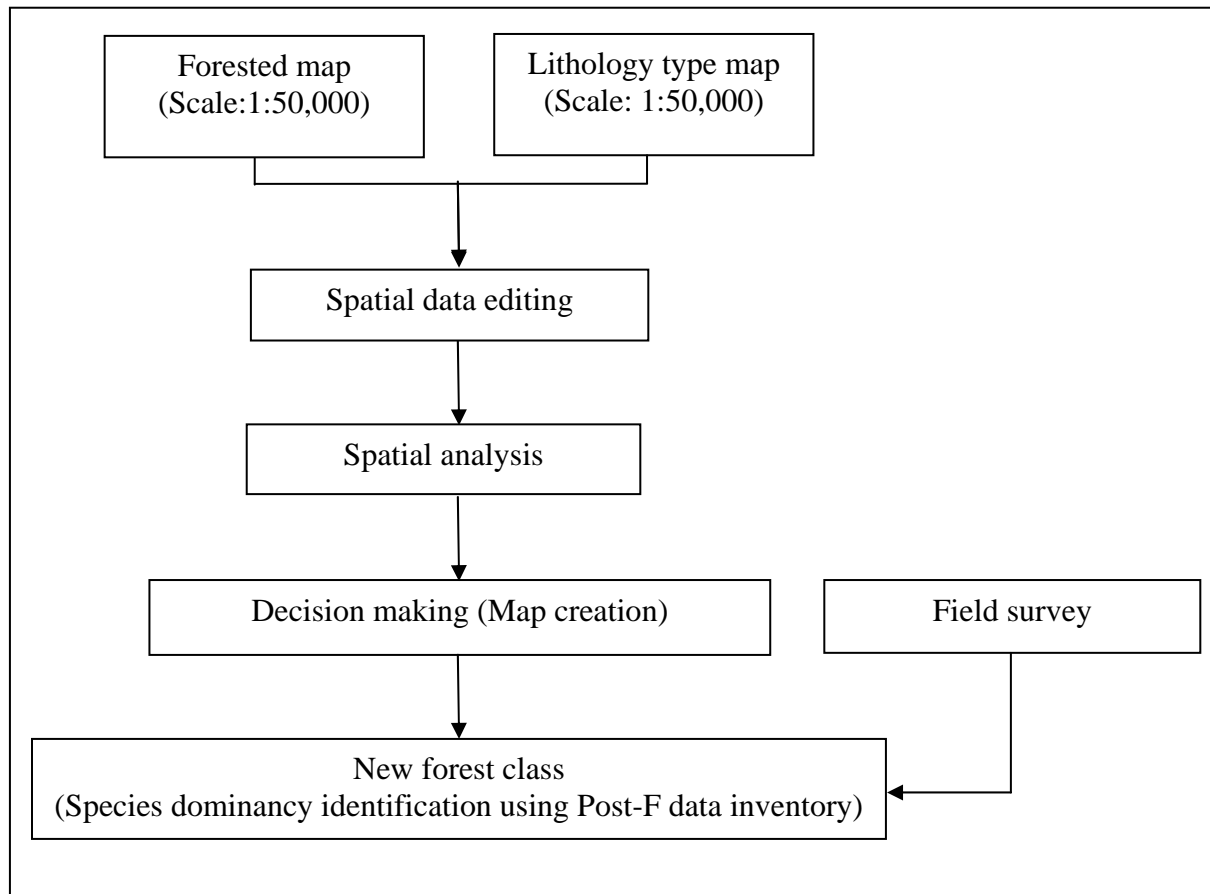 Forested map
(Scale:1:50,000)
Lithology type map
(Scale: 1:50,000)
Spatial data editing
Spatial analysis
Decision making (Map creation)
Field survey
New forest class
(Species dominancy identification using Post-F data inventory)